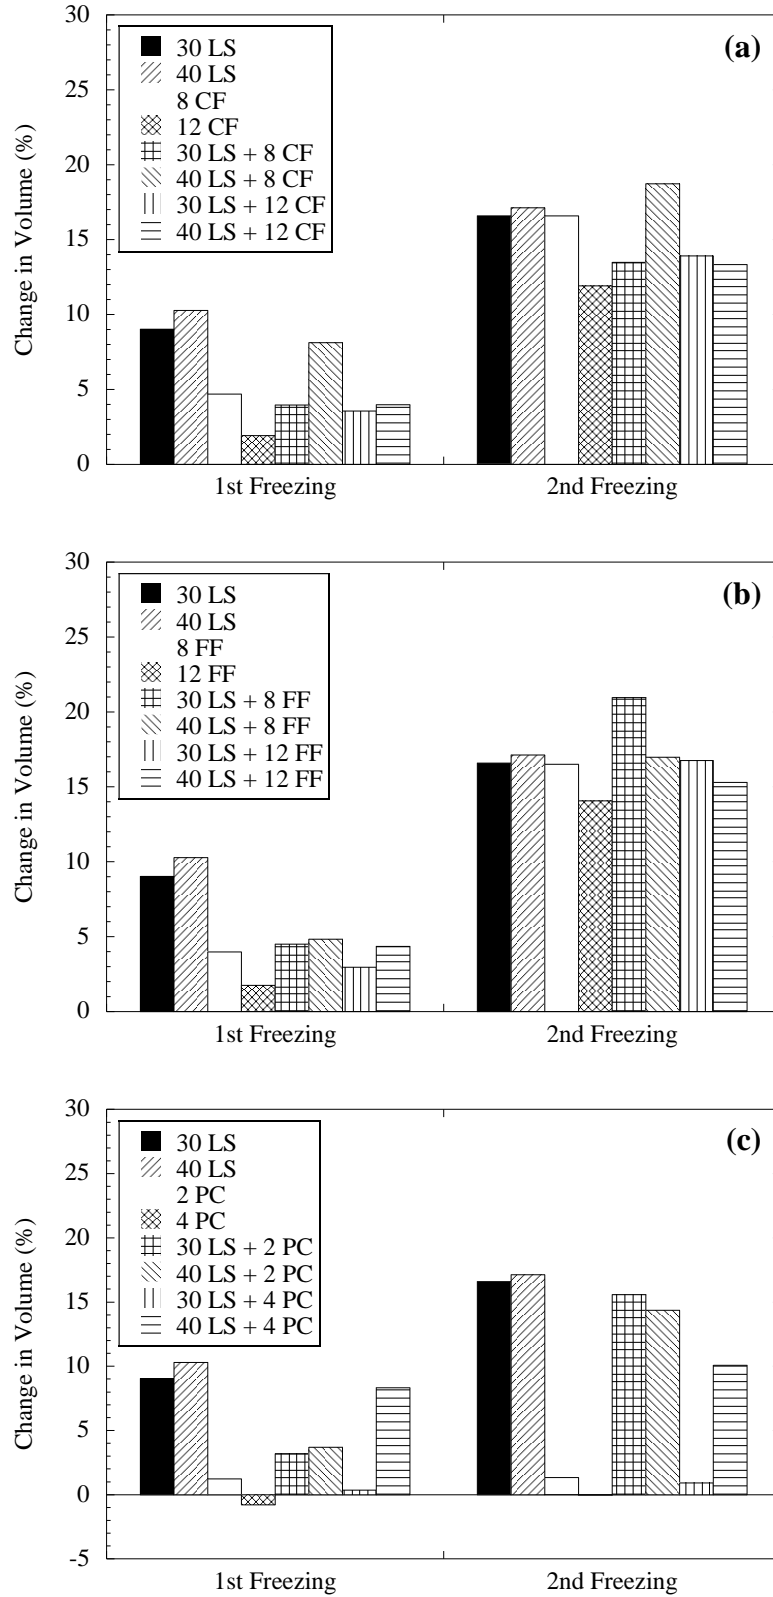 30
(a)
30 LS
40 LS
25
8 CF
12 CF
20
30 LS + 8 CF
40 LS + 8 CF
30 LS + 12 CF
15
40 LS + 12 CF
10
5
0
Change in Volume (%)
1st Freezing
2nd Freezing
30
(b)
30 LS
40 LS
25
8 FF
12 FF
20
30 LS + 8 FF
40 LS + 8 FF
30 LS + 12 FF
15
40 LS + 12 FF
10
5
0
Change in Volume (%)
1st Freezing
2nd Freezing
30
(c)
30 LS
40 LS
25
2 PC
4 PC
20
30 LS + 2 PC
40 LS + 2 PC
30 LS + 4 PC
15
40 LS + 4 PC
10
5
0
-5
Change in Volume (%)
1st Freezing
2nd Freezing